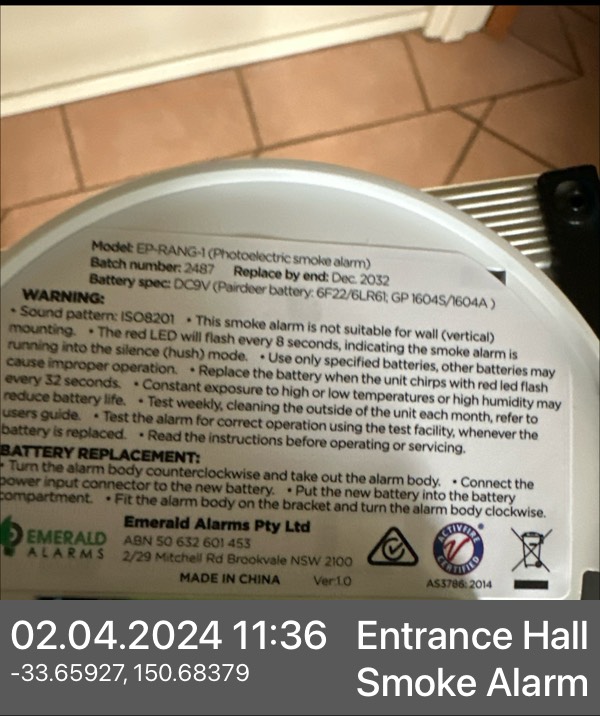 Model: EP-RANG-1 (Photoelectric smoke alarm)
Batch number: 2487 Replace by end: Dec. 2032
Battery spec: DC9V (Pairdeer battery: 6F22/6LR61; GP 1604S/1604A )
WARNING:
• Sound pattern: ISO8201 • This smoke alarm is not suitable for wall (vertical)
mounting. • The red LED will flash every 8 seconds, indicating the smoke alarm is
running into the silence (hush) mode. • Use only specified batteries, other batteries may
cause improper operation. • Replace the battery when the unit chirps with red led flash
every 32 seconds. • Constant exposure to high or low temperatures or high humidity may
reduce battery life. • Test weekly, cleaning the outside of the unit each month, refer to
users guide. • Test the alarm for correct operation using the test facility, whenever the
battery is replaced. • Read the instructions before operating or servicing.
BATTERY REPLACEMENT:
• Turn the alarm body counterclockwise and take out the alarm body. • Connect the
power input connector to the new battery. • Put the new battery into the battery
compartment. • Fit the alarm body on the bracket and turn the alarm body clockwise.
EMERALD
ALARMS
Emerald Alarms Pty Ltd
ABN 50 632 601 453
2/29 Mitchell Rd Brookvale NSW 2100
MADE IN CHINA Ver:1.0
ACTIVFIRE
CERTIFIED
AS3786: 2014
02.04.2024 11:36
-33.65927, 150.68379
Entrance Hall
Smoke Alarm